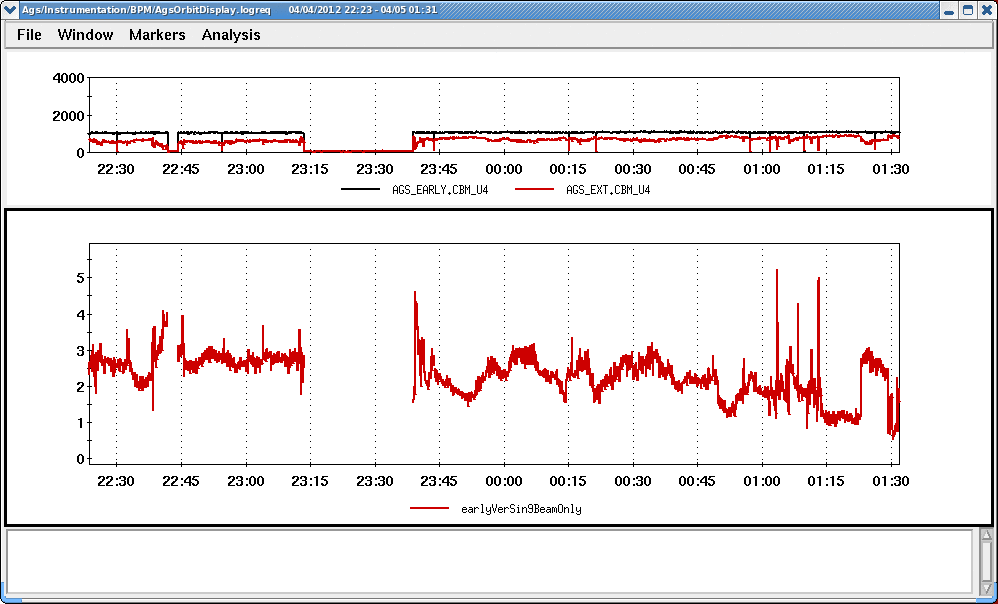 Ags/Instrumentation/BPM/AgsOrbitDisplay.logreq 04/04/2012 22:23 - 04/05 01:31
File Window Markers Analysis
4000
2000
0
22:30 22:45 23:00 23:15 23:30 23:45 00:00 00:15 00:30 00:45 01:00 01:15 01:30
AGS_EARLY.CBM_U4 AGS_EXT.CBM_U4
5
4
3
2
1
0
22:30 22:45 23:00 23:15 23:30 23:45 00:00 00:15 00:30 00:45 01:00 01:15 01:30
earlyVerSin9BeamOnly